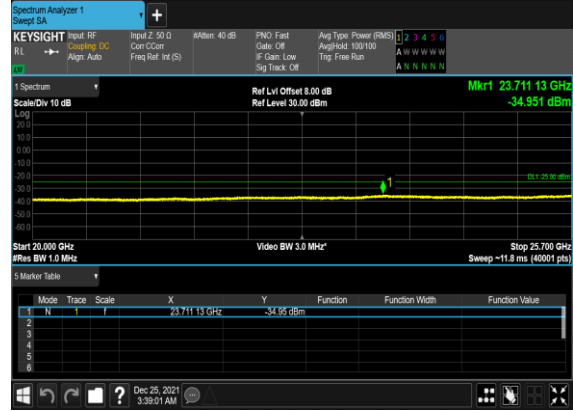 Spectrum Analyzer 1
Swept SA
+
KEYSIGHT Input: RF Input Z: 50 Ω #Atten: 40 dB PNO: Fast Avg Type: Power (RMS) 1 2 3 4 5 6
RL Coupling: DC Corr CCorr Gate: Off Avg|Hold: 100/100 A W W W W W
Align: Auto Freq Ref: Int (S) IF Gain: Low Trig: Free Run
Sig Track: Off A N N N N N
1 Spectrum
Ref Lvl Offset 8.00 dB Mkr1 23.711 13 GHz
Scale/Div 10 dB Ref Level 30.00 dBm -34.951 dBm
Log
20.0
10.0
0.00
-10.0
-20.0
DL1 -25.00 dBm
1
-30.0
-40.0
-50.0
-60.0
Start 20.000 GHz Video BW 3.0 MHz* Stop 25.700 GHz
#Res BW 1.0 MHz Sweep ~11.8 ms (40001 pts)
5 Marker Table
Mode Trace Scale X Y Function Function Width Function Value
1 N 1 f 23.711 13 GHz -34.95 dBm
2
3
4
5
6
? Dec 25, 2021
3:39:01 AM